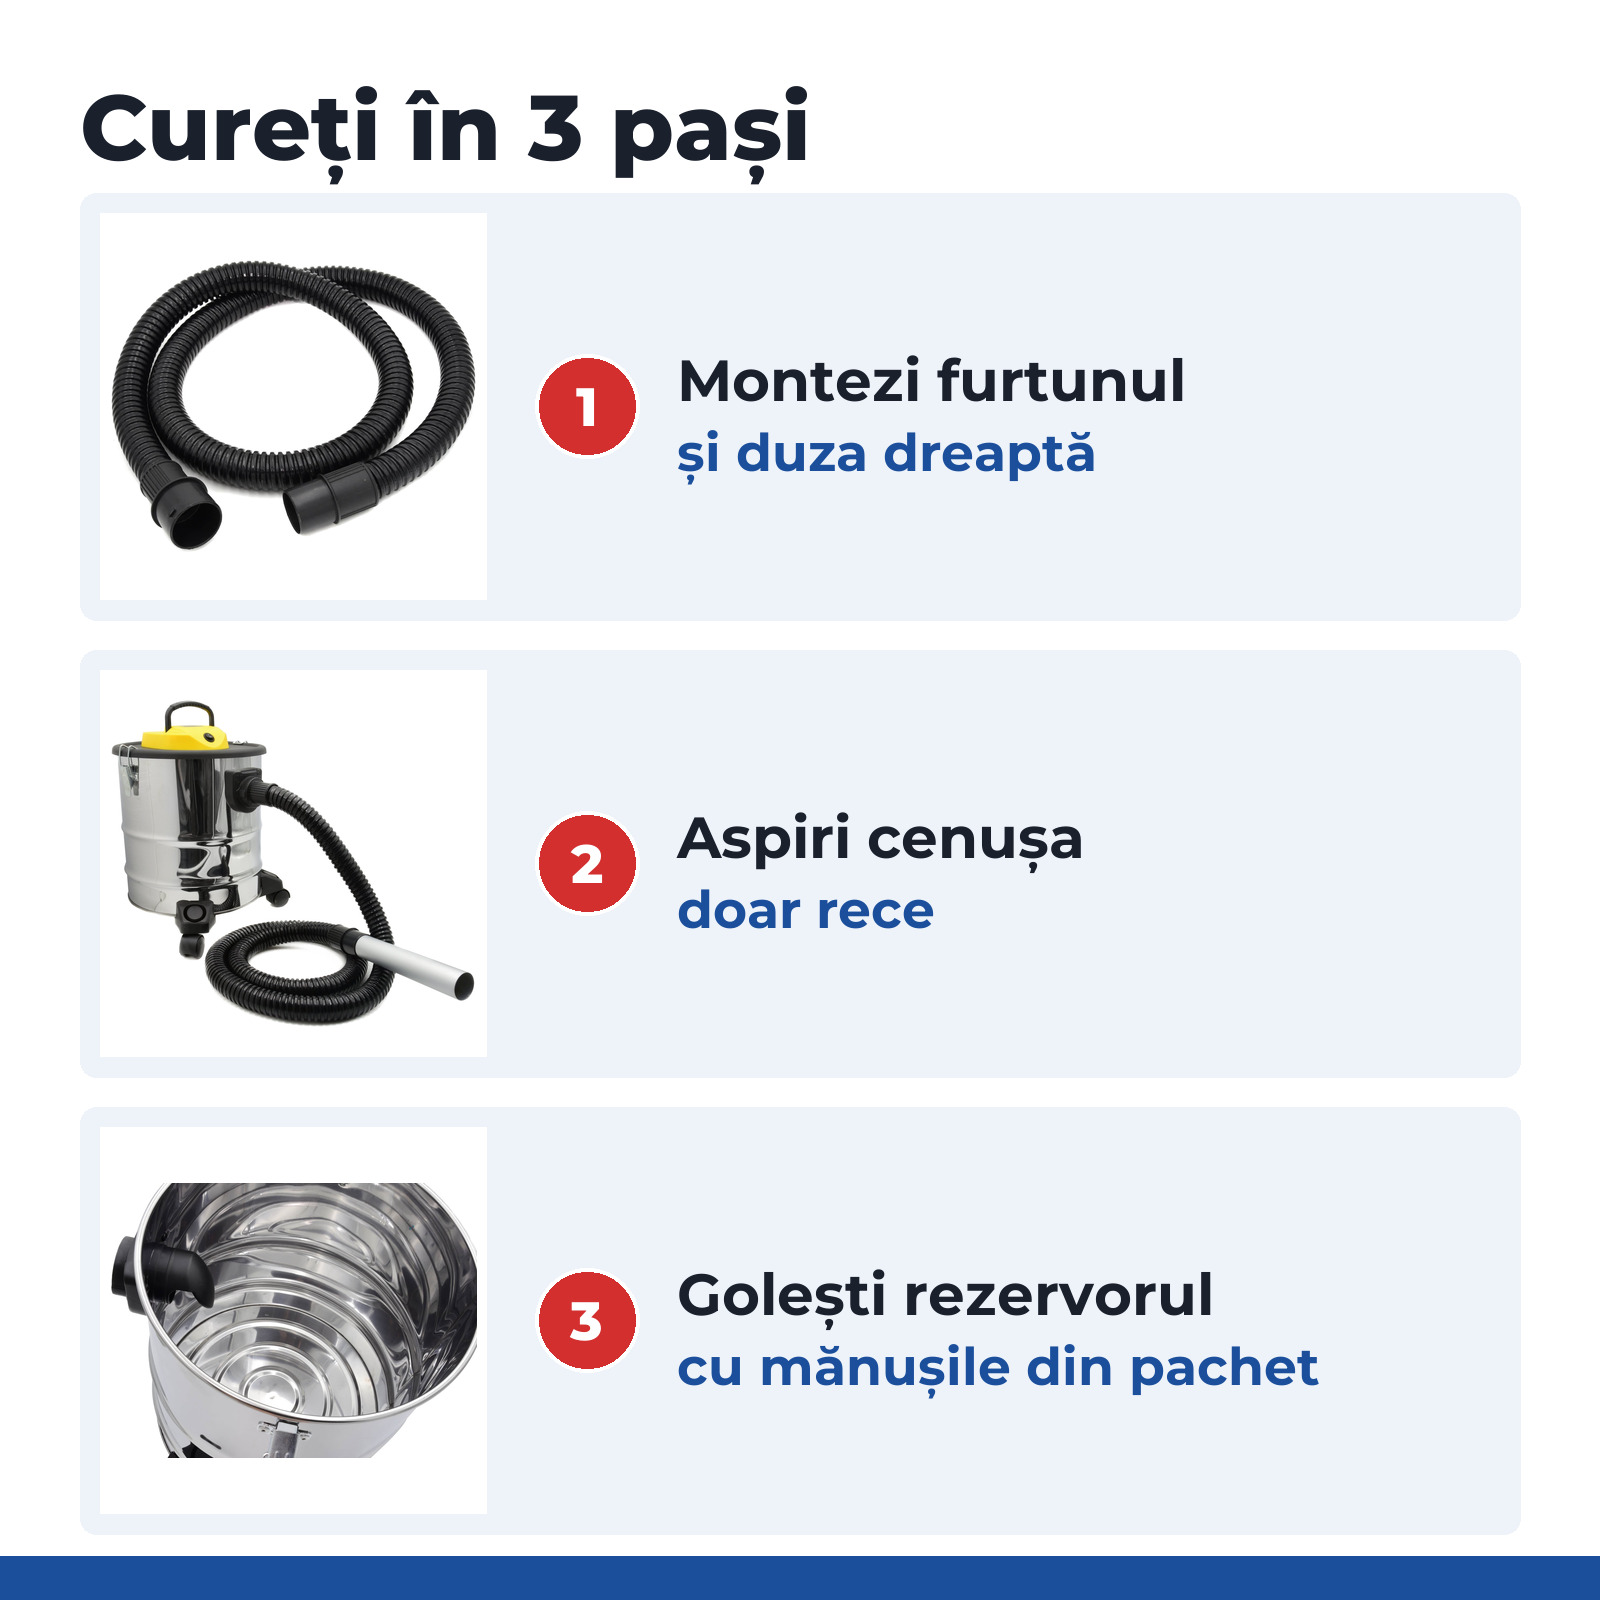 Cureți în 3 pași
1
Montezi furtunul
și duza dreaptă
2
Aspiri cenușa
doar rece
3
Golești rezervorul
cu mănușile din pachet